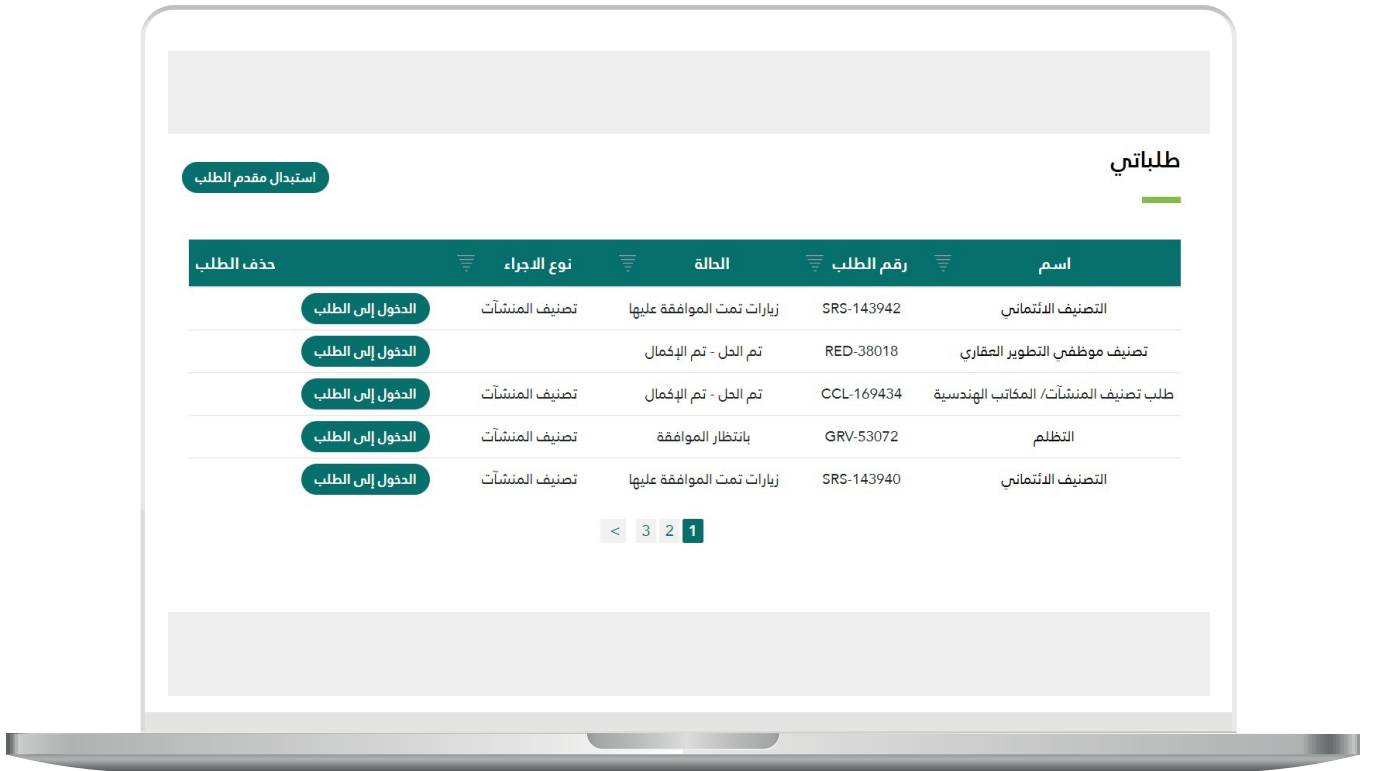 طلباتي
استبدال مقدم الطلب
اسم رقم الطلب الحالة نوع الاجراء حذف الطلب
التصنيف الائتماني SRS-143942 زيارات تمت الموافقة عليها تصنيف المنشآت الدخول إلى الطلب
تصنيف موظفي التطوير العقاري RED-38018 تم الحل - تم الإكمال الدخول إلى الطلب
طلب تصنيف المنشآت/ المكاتب الهندسية CCL-169434 تم الحل - تم الإكمال تصنيف المنشآت الدخول إلى الطلب
التظلم GRV-53072 بانتظار الموافقة تصنيف المنشآت الدخول إلى الطلب
التصنيف الائتماني SRS-143940 زيارات تمت الموافقة عليها تصنيف المنشآت الدخول إلى الطلب
1 2 3 >